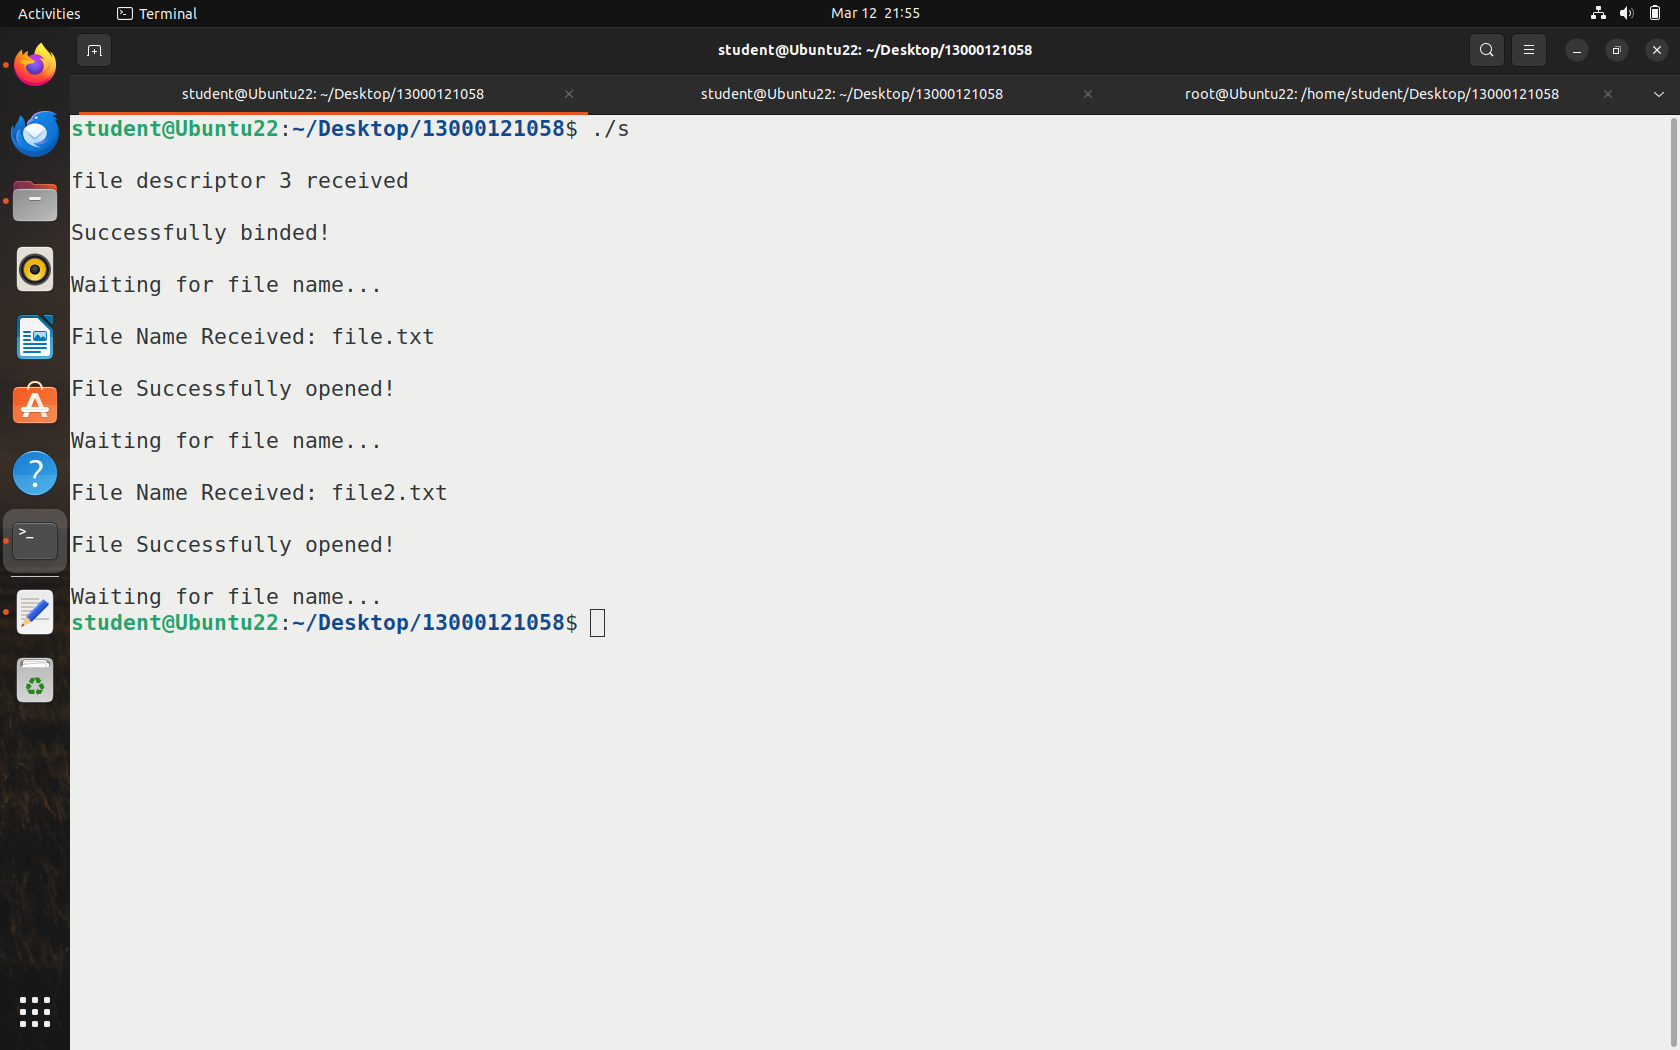 Activities
Terminal
Mar 12 21:55
student@Ubuntu22: ~/Desktop/13000121058
student@Ubuntu22: ~/Desktop/13000121058
student@Ubuntu22: ~/Desktop/13000121058
root@Ubuntu22: /home/student/Desktop/13000121058
student@Ubuntu22:~/Desktop/13000121058$ ./s
file descriptor 3 received
Successfully binded!
Waiting for file name...
File Name Received: file.txt
File Successfully opened!
Waiting for file name...
File Name Received: file2.txt
File Successfully opened!
Waiting for file name...
student@Ubuntu22:~/Desktop/13000121058$